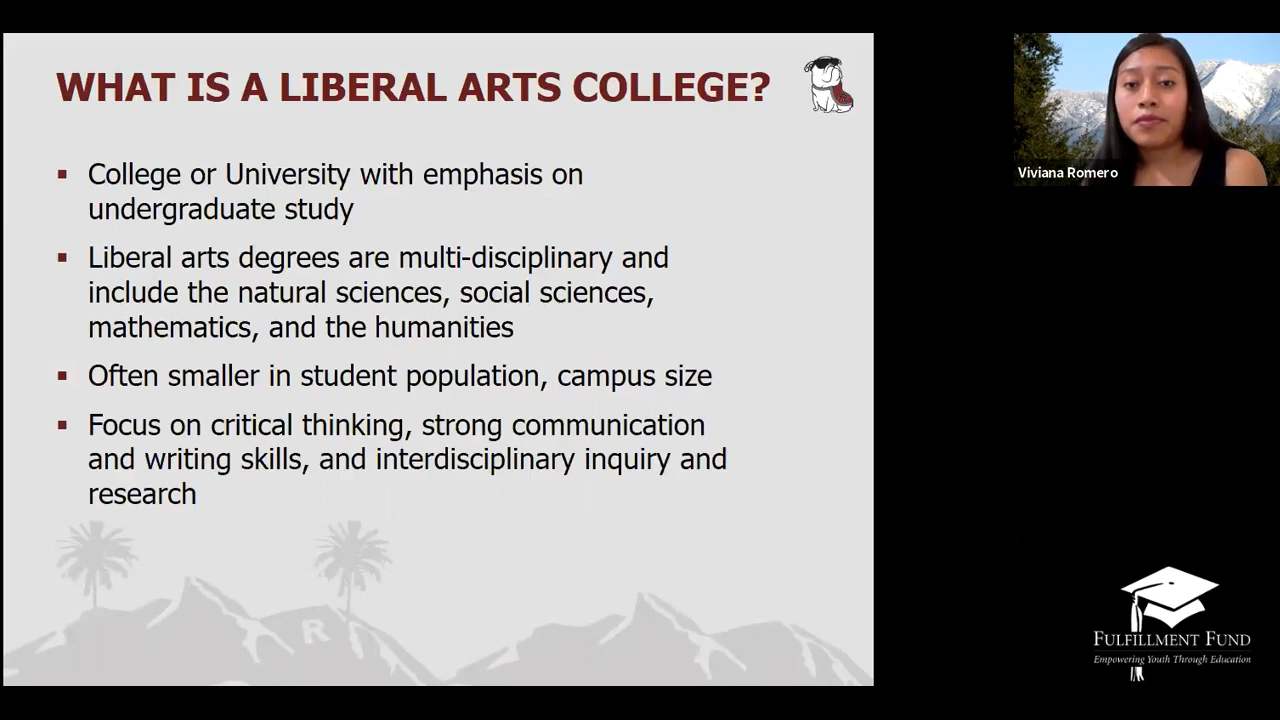 WHAT IS A LIBERAL ARTS COLLEGE?
College or University with emphasis on
undergraduate study
Liberal arts degrees are multi-disciplinary and
include the natural sciences, social sciences,
mathematics, and the humanities
Often smaller in student population, campus size
Focus on critical thinking, strong communication
and writing skills, and interdisciplinary inquiry and
research
R
Viviana Romero
FULFILLMENT FUND
Empowering Youth Through Education